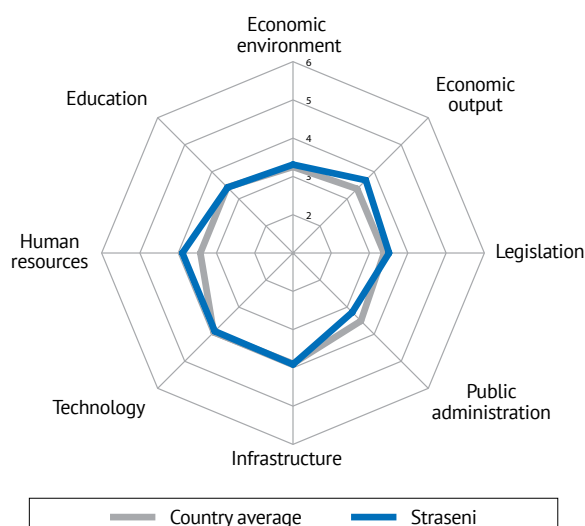 Economic
environment
6
5
4
3
2
Economic
output
Legislation
Public
administration
Infrastructure
Technology
Human
resources
Education
Country average
Straseni